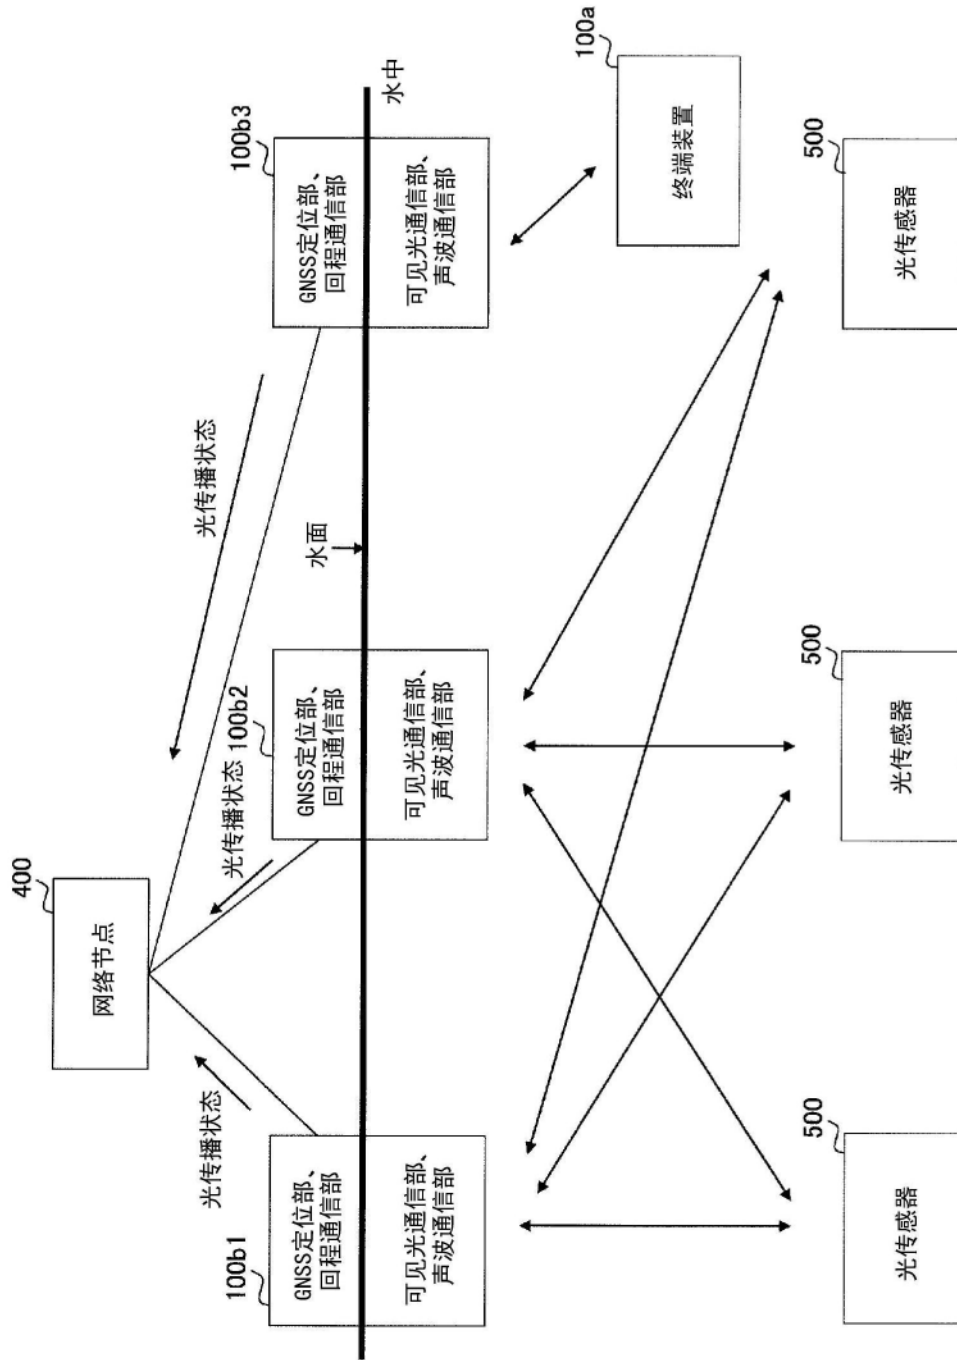 400
网络节点
光传播状态
光传播状态
光传播状态
100b1
GNSS定位部、
回程通信部
可见光通信部、
声波通信部
100b2
GNSS定位部、
回程通信部
可见光通信部、
声波通信部
100b3
GNSS定位部、
回程通信部
可见光通信部、
声波通信部
水面
水中
100a
终端装置
500
光传感器
500
光传感器
500
光传感器